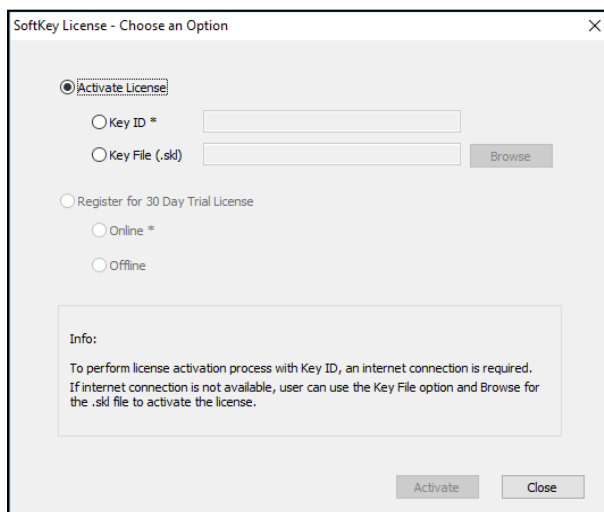 SoftKey License - Choose an Option
Activate License
Key ID *
Key File (.skl)
Browse
Register for 30 Day Trial License
Online *
Offline
Info:
To perform license activation process with Key ID, an internet connection is required.
If internet connection is not available, user can use the Key File option and Browse for
the .skl file to activate the license.
Activate
Close